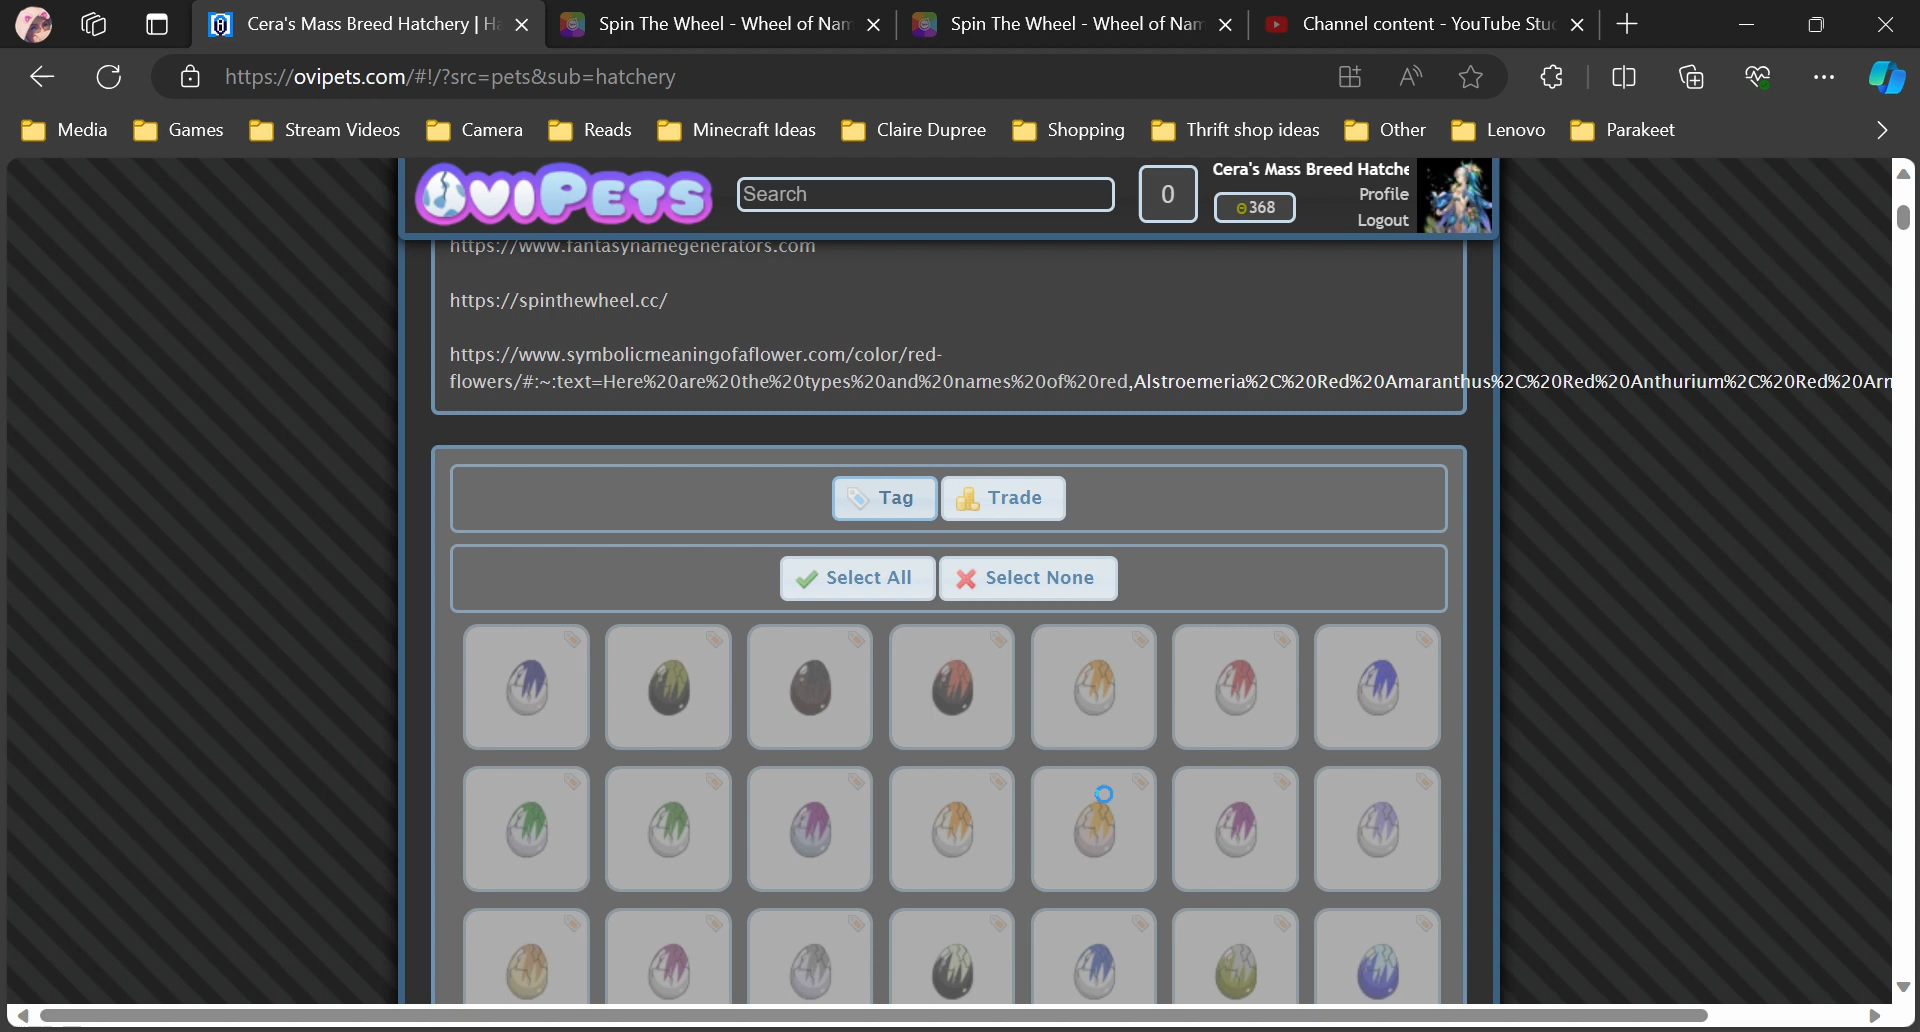 Cera's Mass Breed Hatchery | Ha
Spin The Wheel - Wheel of Nam
Spin The Wheel - Wheel of Nam
Channel content - YouTube Stu
https://ovipets.com/#!/?src=pets&sub=hatchery
Media
Games
Stream Videos
Camera
Reads
Minecraft Ideas
Claire Dupree
Shopping
Thrift shop ideas
Other
Lenovo
Parakeet
OviPets
Search
0
Cera's Mass Breed Hatche
368
Profile
Logout
https://www.fantasynamegenerators.com
https://spinthewheel.cc/
https://www.symbolicmeaningofaflower.com/color/red-
flowers/#:~:text=Here%20are%20the%20types%20and%20names%20of%20red,Alstroemeria%2C%20Red%20Amaranthus%2C%20Red%20Anthurium%2C%20Red%20Arm
Tag
Trade
Select All
Select None